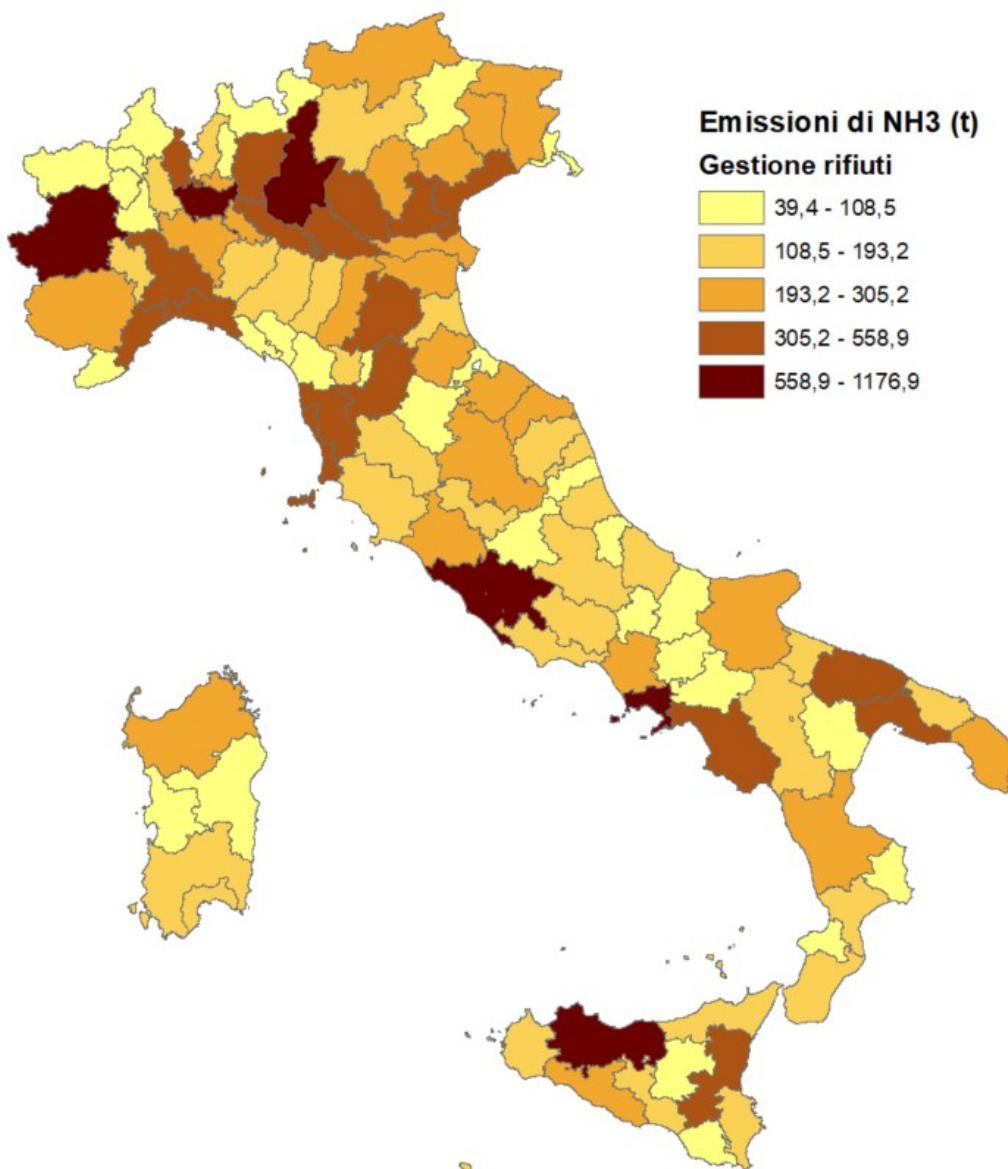 Emissioni di NH3 (t)
Gestione rifiuti
39,4 - 108,5
108,5 - 193,2
193,2 - 305,2
305,2 - 558,9
558,9 - 1176,9